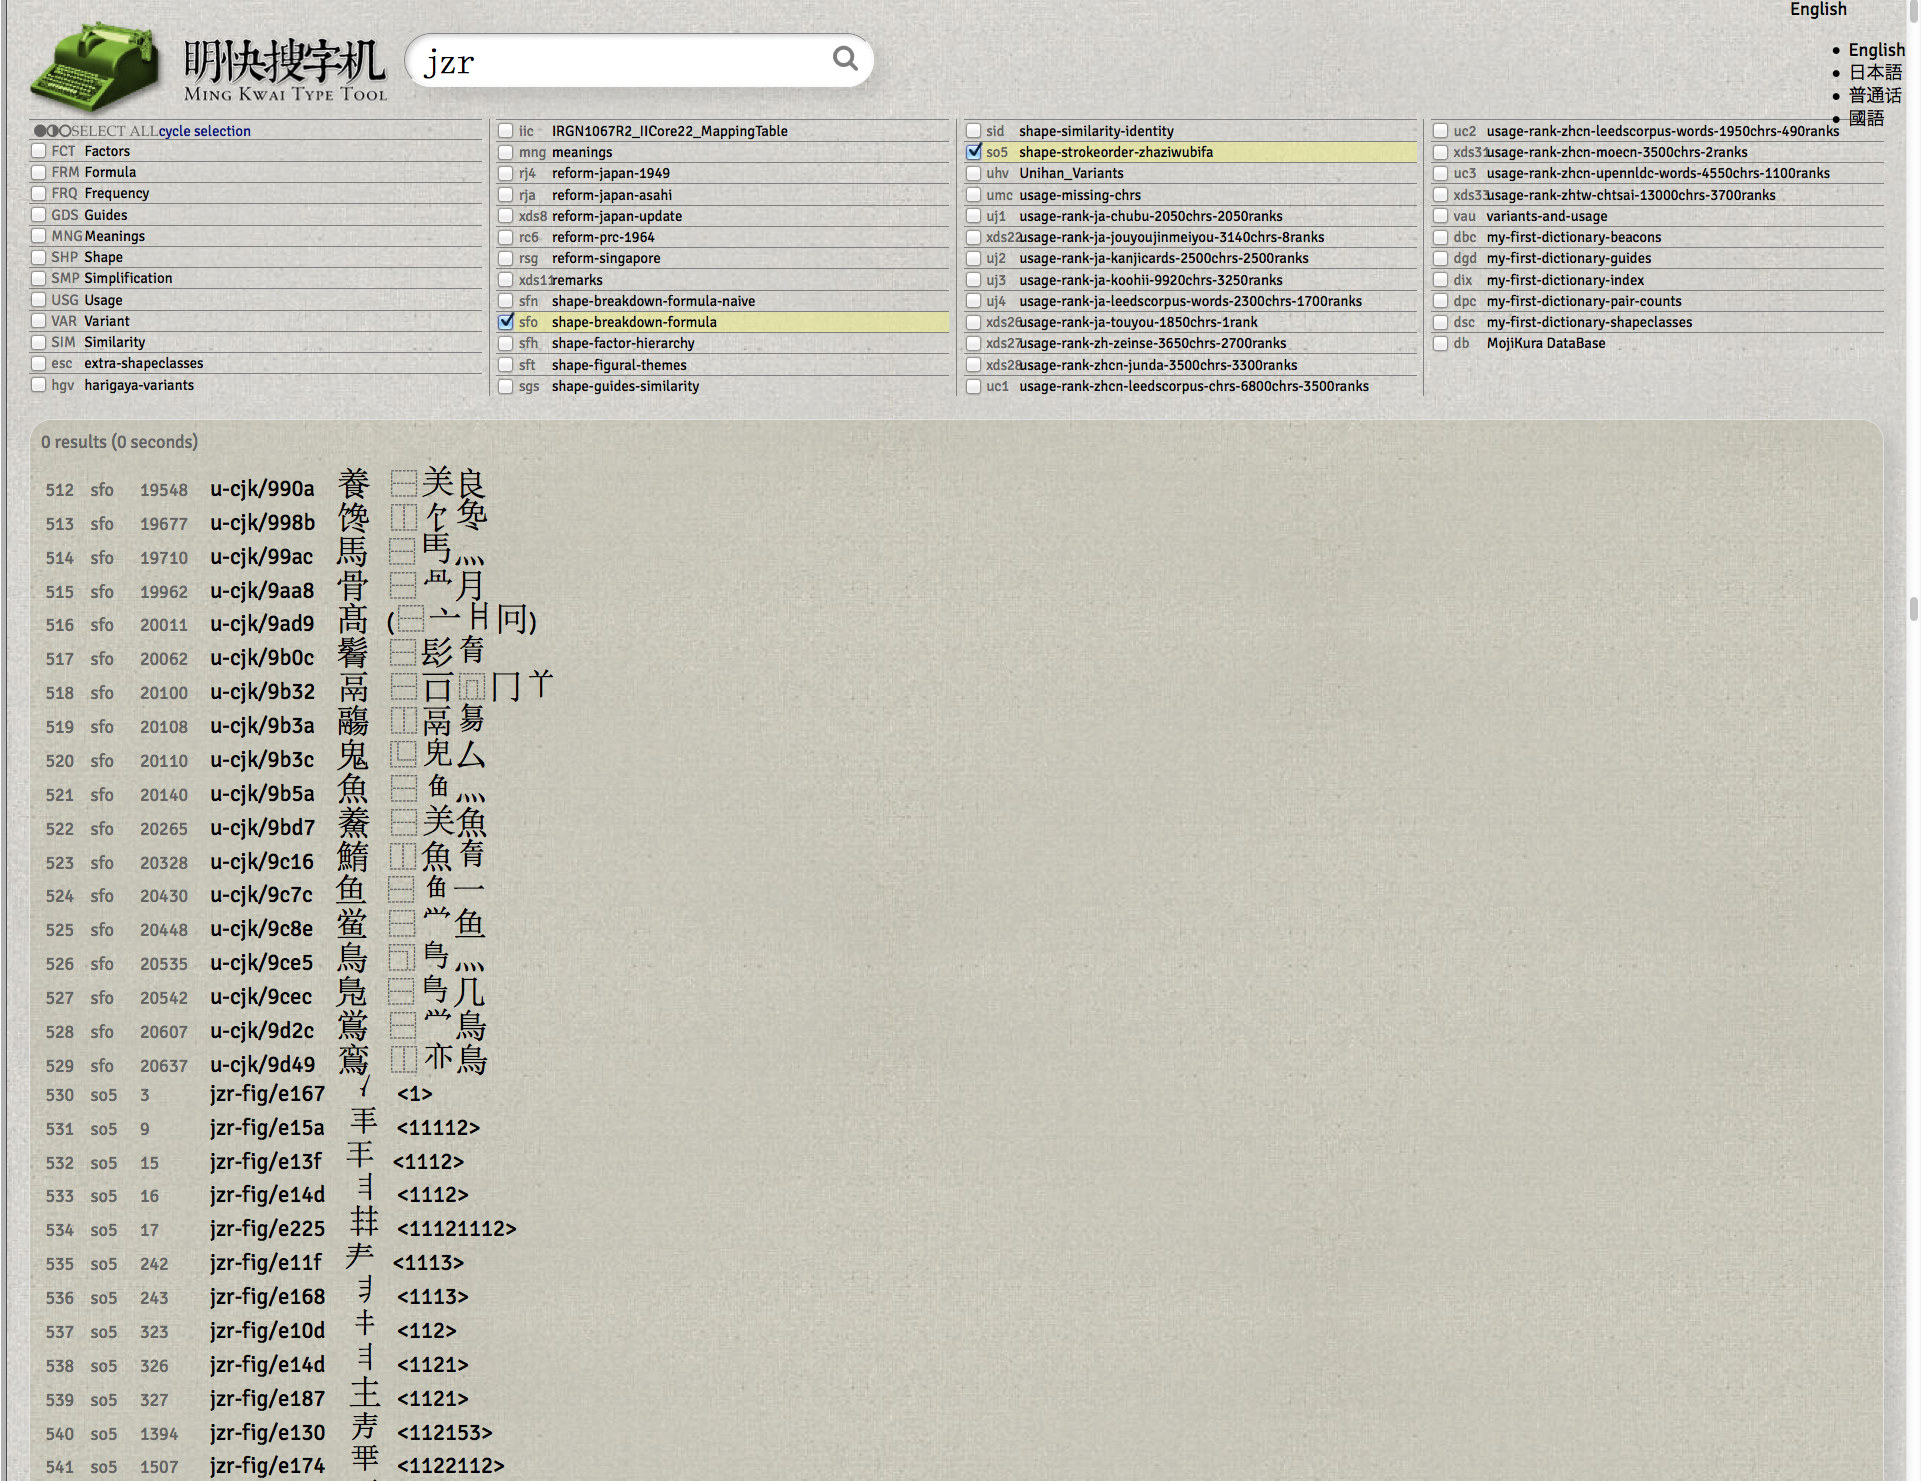 English
明快搜字机
MING KWAI TYPE TOOL
jzr
English
日本語
普通话
國語
SELECT ALL cycle selection
FCT Factors
FRM Formula
FRQ Frequency
GDS Guides
MNG Meanings
SHP Shape
SMP Simplification
USG Usage
VAR Variant
SIM Similarity
esc extra-shapeclasses
hgv harigaya-variants
iic IRGN1067R2_IICore22_MappingTable
mng meanings
rj4 reform-japan-1949
rja reform-japan-asahi
xds8 reform-japan-update
rc6 reform-prc-1964
rsg reform-singapore
xds11 remarks
sfn shape-breakdown-formula-naive
sfo shape-breakdown-formula
sfh shape-factor-hierarchy
sft shape-figural-themes
sgs shape-guides-similarity
sid shape-similarity-identity
so5 shape-strokeorder-zhaziwubifa
uhv Unihan_Variants
umc usage-missing-chrs
uj1 usage-rank-ja-chubu-2050chrs-2050ranks
xds22 usage-rank-ja-jouyoujinmeiyou-3140chrs-8ranks
uj2 usage-rank-ja-kanjicards-2500chrs-2500ranks
uj3 usage-rank-ja-koohii-9920chrs-3250ranks
uj4 usage-rank-ja-leedscorpus-words-2300chrs-1700ranks
xds26 usage-rank-ja-touyou-1850chrs-1rank
xds27 usage-rank-zh-zeinse-3650chrs-2700ranks
xds28 usage-rank-zhcn-junda-3500chrs-3300ranks
uc1 usage-rank-zhcn-leedscorpus-chrs-6800chrs-3500ranks
uc2 usage-rank-zhcn-leedscorpus-words-1950chrs-490ranks
xds31 usage-rank-zhcn-moecn-3500chrs-2ranks
uc3 usage-rank-zhcn-upennldc-words-4550chrs-1100ranks
xds33 usage-rank-zhtw-chtsai-13000chrs-3700ranks
vau variants-and-usage
dbc my-first-dictionary-beacons
dgd my-first-dictionary-guides
dix my-first-dictionary-index
dpc my-first-dictionary-pair-counts
dsc my-first-dictionary-shapeclasses
db MojiKura DataBase
0 results (0 seconds)
512 sfo 19548 u-cjk/990a 養 ⿱良
513 sfo 19677 u-cjk/998b 馋 ⿰饣
514 sfo 19710 u-cjk/99ac 馬 ⿱灬
515 sfo 19962 u-cjk/9aa8 骨 ⿱月
516 sfo 20011 u-cjk/9ad9 髙 (⿱亠冋)
517 sfo 20062 u-cjk/9b0c 鬌 ⿱髟
518 sfo 20100 u-cjk/9b32 鬲 ⿱⿵冂
519 sfo 20108 u-cjk/9b3a 鬺 ⿰鬲
520 sfo 20110 u-cjk/9b3c 鬼 ⿺厶
521 sfo 20140 u-cjk/9b5a 魚 ⿱灬
522 sfo 20265 u-cjk/9bd7 鯗 ⿱魚
523 sfo 20328 u-cjk/9c16 鰖 ⿰魚
524 sfo 20430 u-cjk/9c7c 鱼 ⿱一
525 sfo 20448 u-cjk/9c8e 鲎 ⿱鱼
526 sfo 20535 u-cjk/9ce5 鳥 ⿹灬
527 sfo 20542 u-cjk/9cec 鳬 ⿱几
528 sfo 20607 u-cjk/9d2c 鴬 ⿱鳥
529 sfo 20637 u-cjk/9d49 鵉 ⿰亦鳥
530 so5 3 jzr-fig/e167 <1>
531 so5 9 jzr-fig/e15a <11112>
532 so5 15 jzr-fig/e13f <1112>
533 so5 16 jzr-fig/e14d <1112>
534 so5 17 jzr-fig/e225 <11121112>
535 so5 242 jzr-fig/e11f <1113>
536 so5 243 jzr-fig/e168 <1113>
537 so5 323 jzr-fig/e10d <112>
538 so5 326 jzr-fig/e14d <1121>
539 so5 327 jzr-fig/e187 <1121>
540 so5 1394 jzr-fig/e130 <112153>
541 so5 1507 jzr-fig/e174 <1122112>